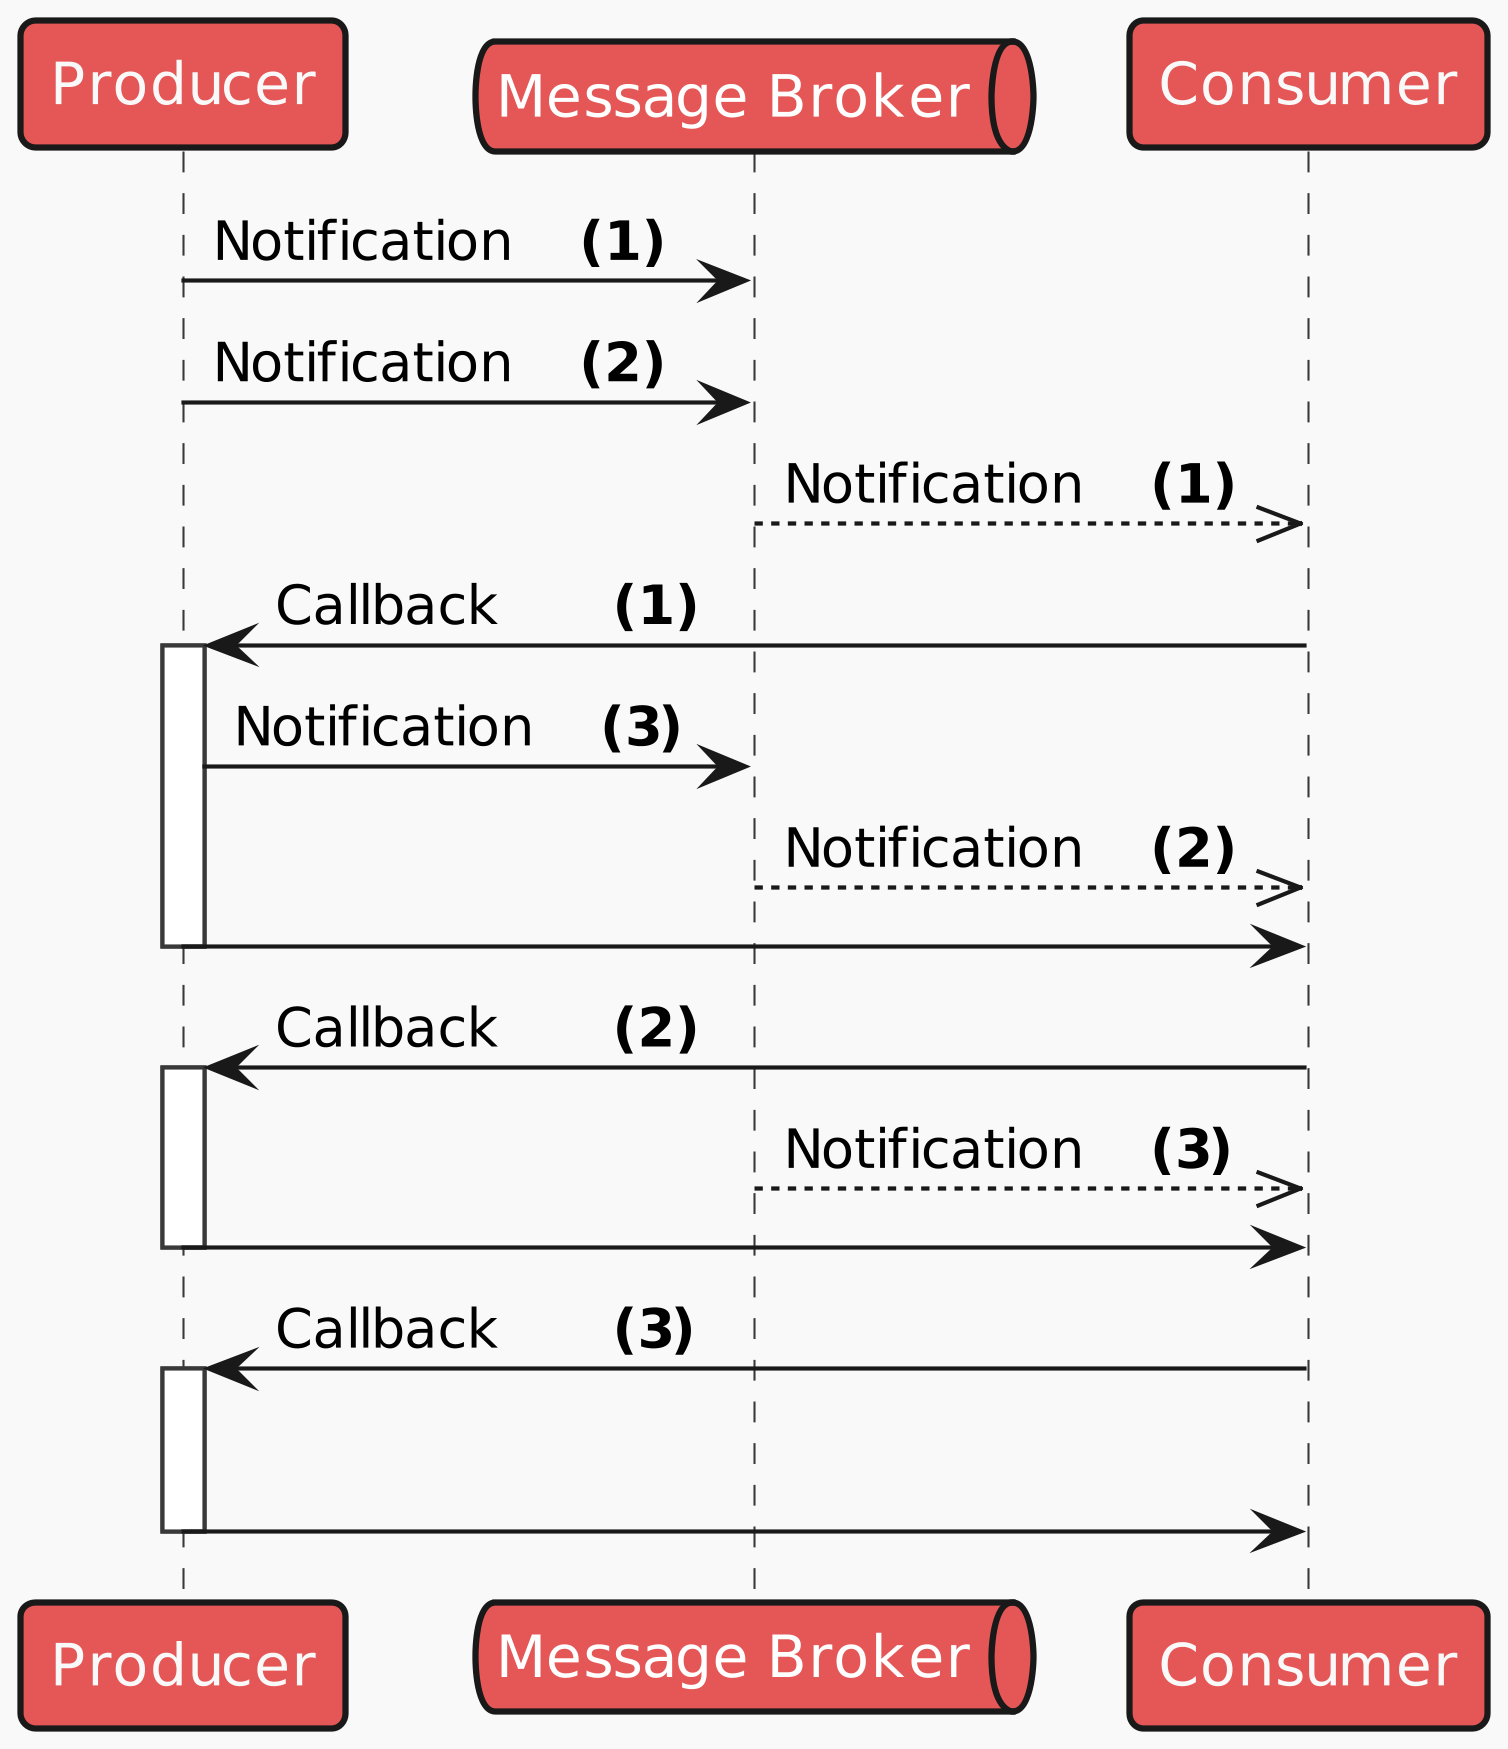 Producer
Message Broker
Consumer
Notification (1)
Notification (2)
Notification (1)
Callback (1)
Notification (3)
Notification (2)
Callback (2)
Notification (3)
Callback (3)
Producer
Message Broker
Consumer